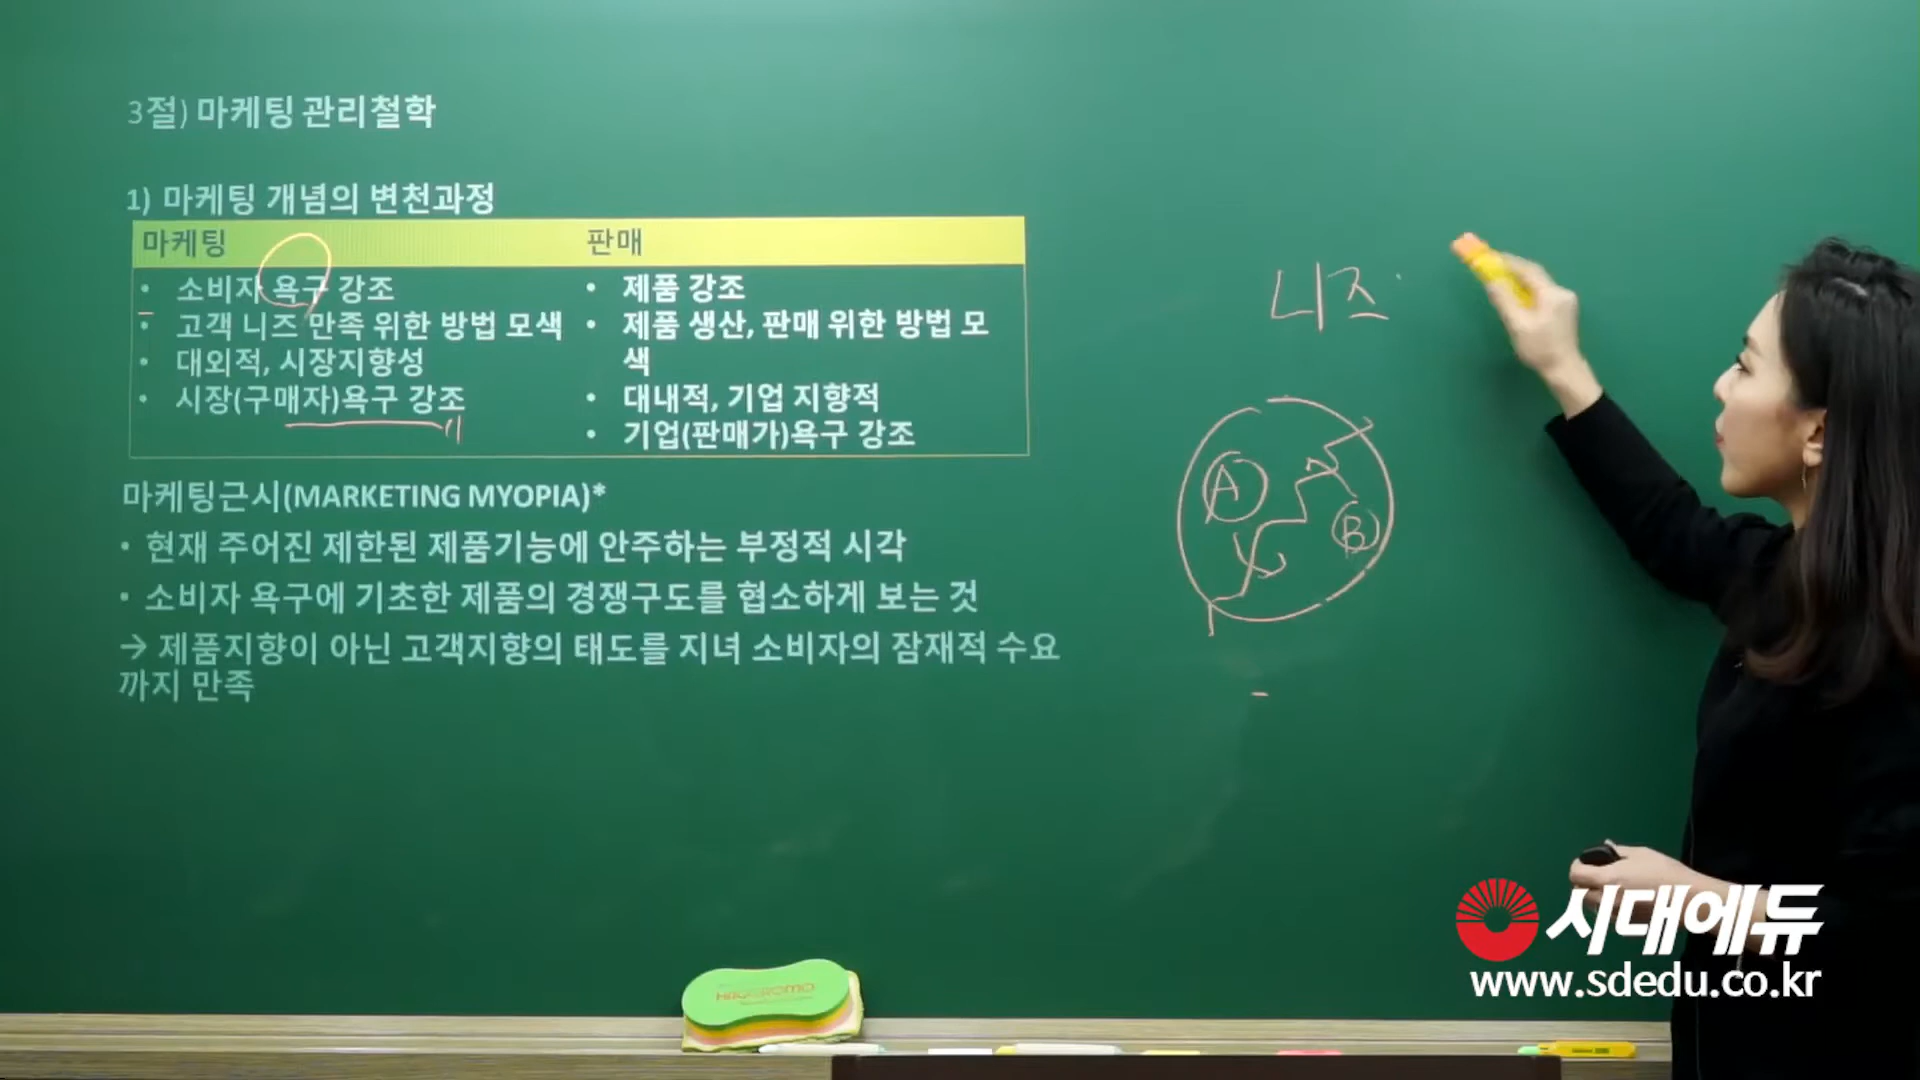 3절) 마케팅 관리철학
1) 마케팅 개념의 변천과정
마케팅
판매
• 소비자 욕구 강조
• 고객 니즈 만족 위한 방법 모색
• 대외적, 시장지향성
• 시장(구매자)욕구 강조
• 제품 강조
• 제품 생산, 판매 위한 방법 모
색
• 대내적, 기업 지향적
• 기업(판매가)욕구 강조
마케팅근시(MARKETING MYOPIA)*
• 현재 주어진 제한된 제품기능에 안주하는 부정적 시각
• 소비자 욕구에 기초한 제품의 경쟁구도를 협소하게 보는 것
→ 제품지향이 아닌 고객지향의 태도를 지녀 소비자의 잠재적 수요
까지 만족
니즈
A
B
시대에듀
www.sdedu.co.kr